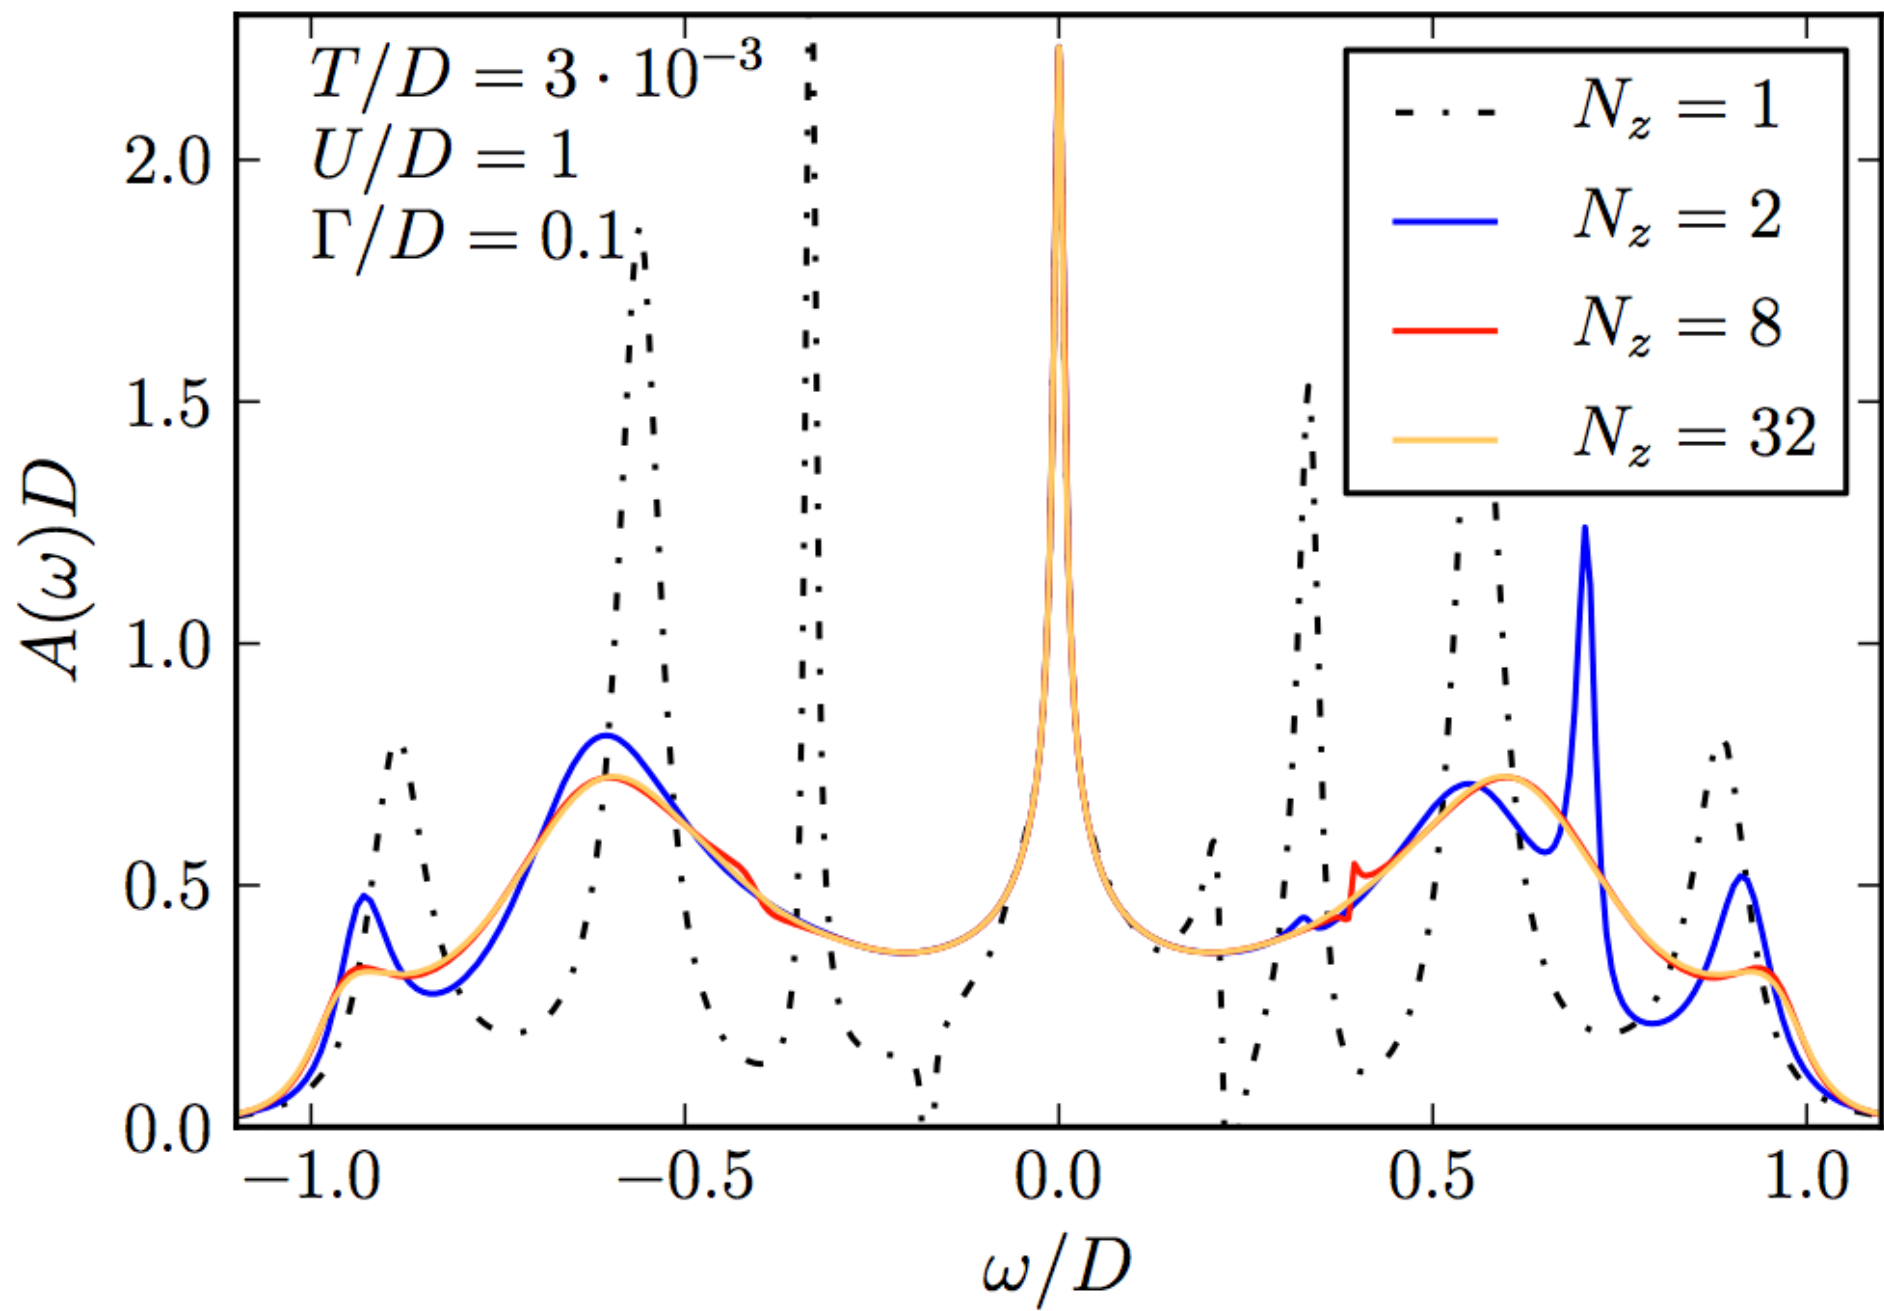 T/D = 3 · 10⁻³
U/D = 1
Γ/D = 0.1
N_z = 1
N_z = 2
N_z = 8
N_z = 32
A(ω)D
2.0
1.5
1.0
0.5
0.0
−1.0 −0.5 0.0 0.5 1.0
ω/D